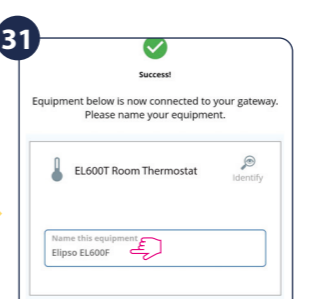 31
Success!
Equipment below is now connected to your gateway.
Please name your equipment.
EL600T Room Thermostat
Identify
Name this equipment
Elipso EL600F